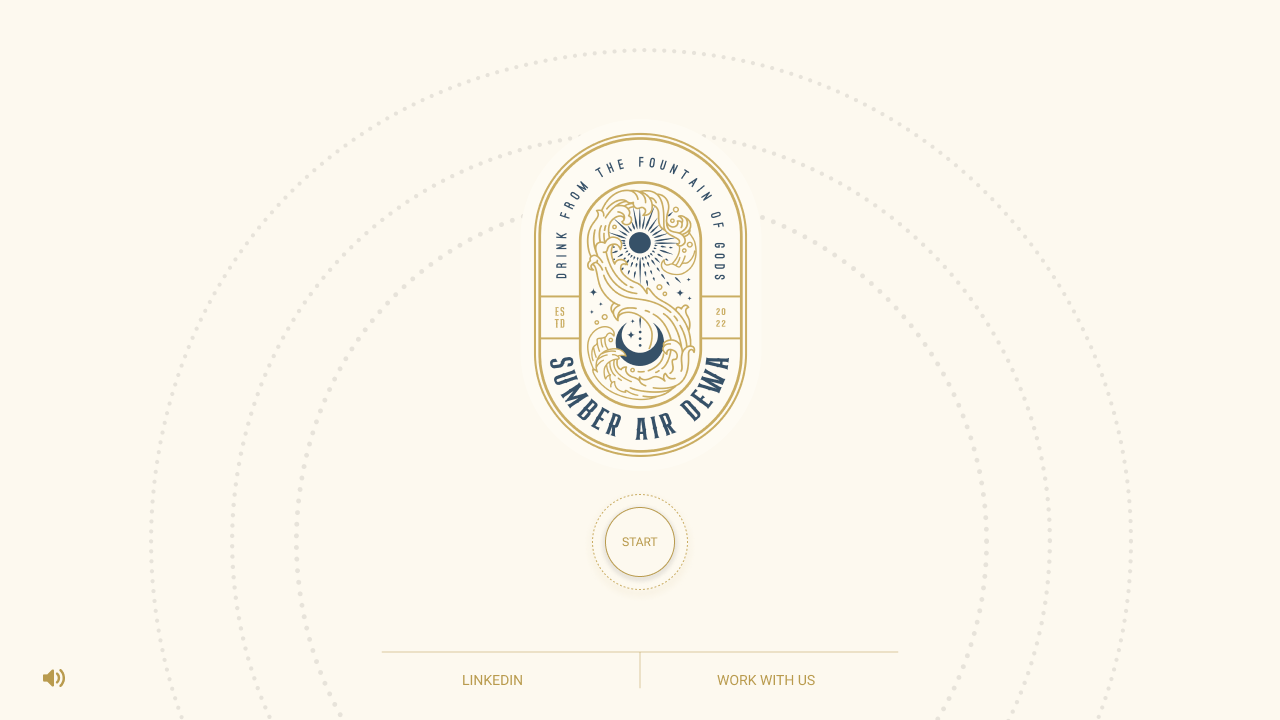 DRINK FROM THE FOUNTAIN OF GODS
ES
TD
20
22
SUMBER AIR DEWA
START
LINKEDIN
WORK WITH US